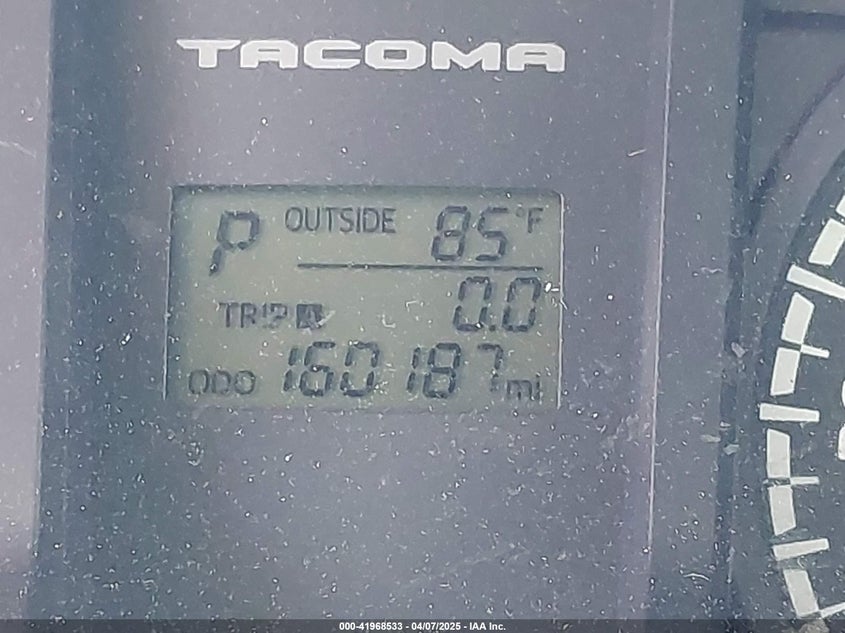 TACOMA
P OUTSIDE 85°F
TRIP A 0.0
ODO 160187 mi
000-41968533 - 04/07/2025 - IAA Inc.